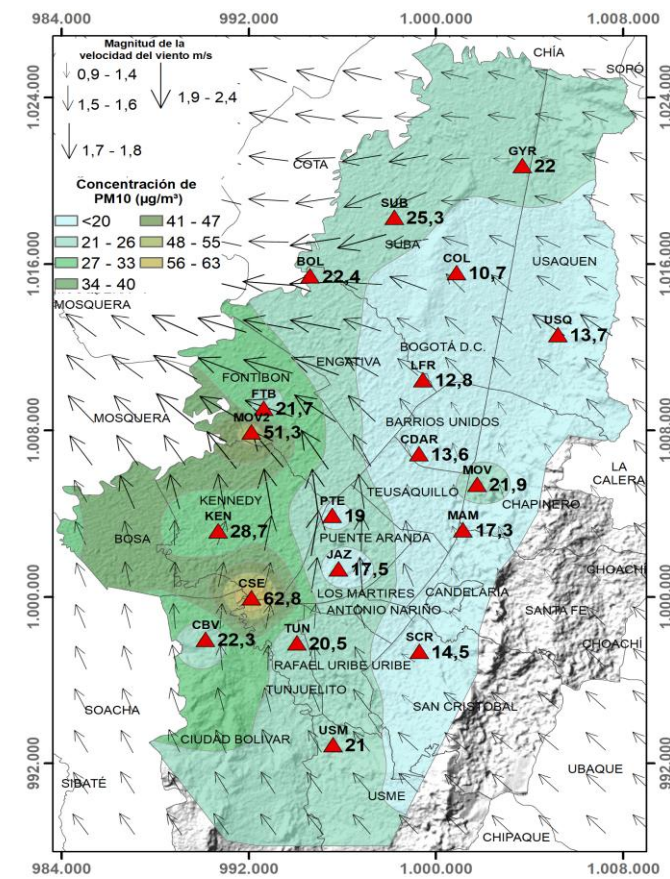 984.000 992.000 1.000.000 1.008.000
Magnitud de la
velocidad del viento m/s
0,9 - 1,4
1,5 - 1,6
1,9 - 2,4
1,7 - 1,8
Concentración de
PM10 (µg/m³)
<20 41 - 47
21 - 26 48 - 55
27 - 33 56 - 63
34 - 40
1.024.000
1.016.000
1.008.000
1.000.000
992.000
CHÍA
SOPÓ
GYR
22
COTA
SUB
25,3
SUBA
BOL
22,4
COL
10,7
USAQUEN
MOSQUERA
USQ
13,7
BOGOTÁ D.C.
ENGATIVA
LFR
12,8
FONTIBON
FTB
21,7
MOV2
51,3
MOSQUERA
BARRIOS UNIDOS
CDAR
13,6
LA
CALERA
TEUSAQUILLO
MOV
21,9
CHAPINERO
KENNEDY
KEN
28,7
PTE
19
MAM
17,3
PUENTE ARANDA
BOSA
JAZ
17,5
CHOACHÍ
CSE
62,8
LOS MÁRTIRES
CANDELARIA
ANTONIO NARIÑO
SANTA FE
CBV
22,3
TUN
20,5
SCR
14,5
CHOACHÍ
RAFAEL URIBE URIBE
TUNJUELITO
SOACHA
SAN CRISTOBAL
CIUDAD BOLÍVAR
USM
21
UBAQUE
SIBATÉ
USME
CHIPAQUE
1.024.000
1.016.000
1.008.000
1.000.000
992.000
984.000 992.000 1.000.000 1.008.000